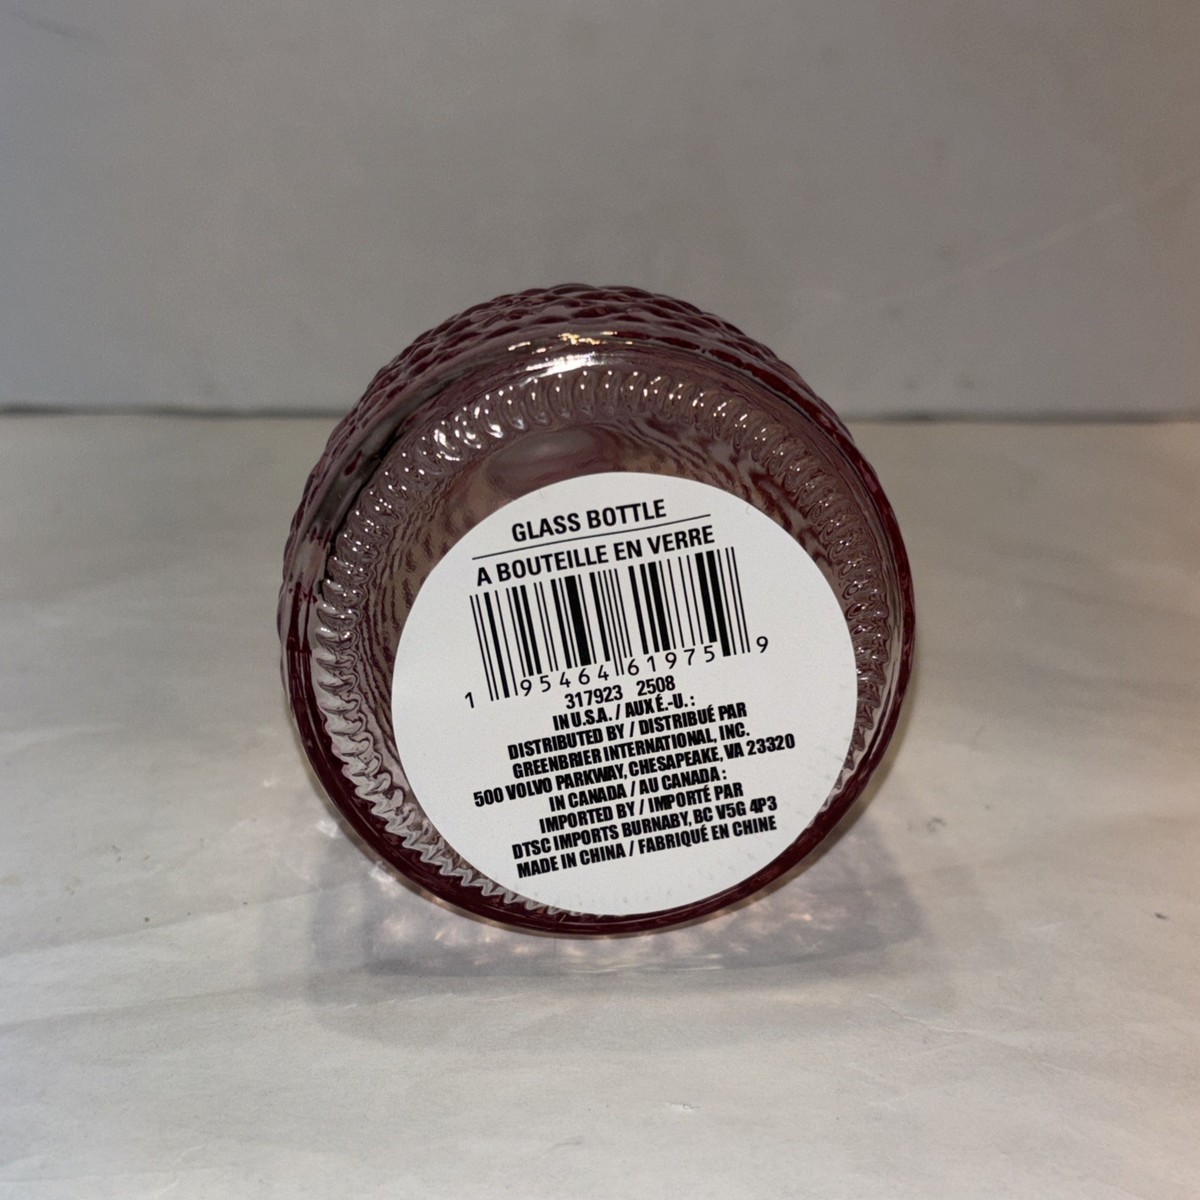 GLASS BOTTLE
A BOUTEILLE EN VERRE
1 95464 61975 9
317923 2508
IN U.S.A. / AUX É.-U. :
DISTRIBUTED BY / DISTRIBUÉ PAR
GREENBRIER INTERNATIONAL, INC.
500 VOLVO PARKWAY, CHESAPEAKE, VA 23320
IN CANADA / AU CANADA :
IMPORTED BY / IMPORTÉ PAR
DTSC IMPORTS BURNABY, BC V5G 4P3
MADE IN CHINA / FABRIQUÉ EN CHINE